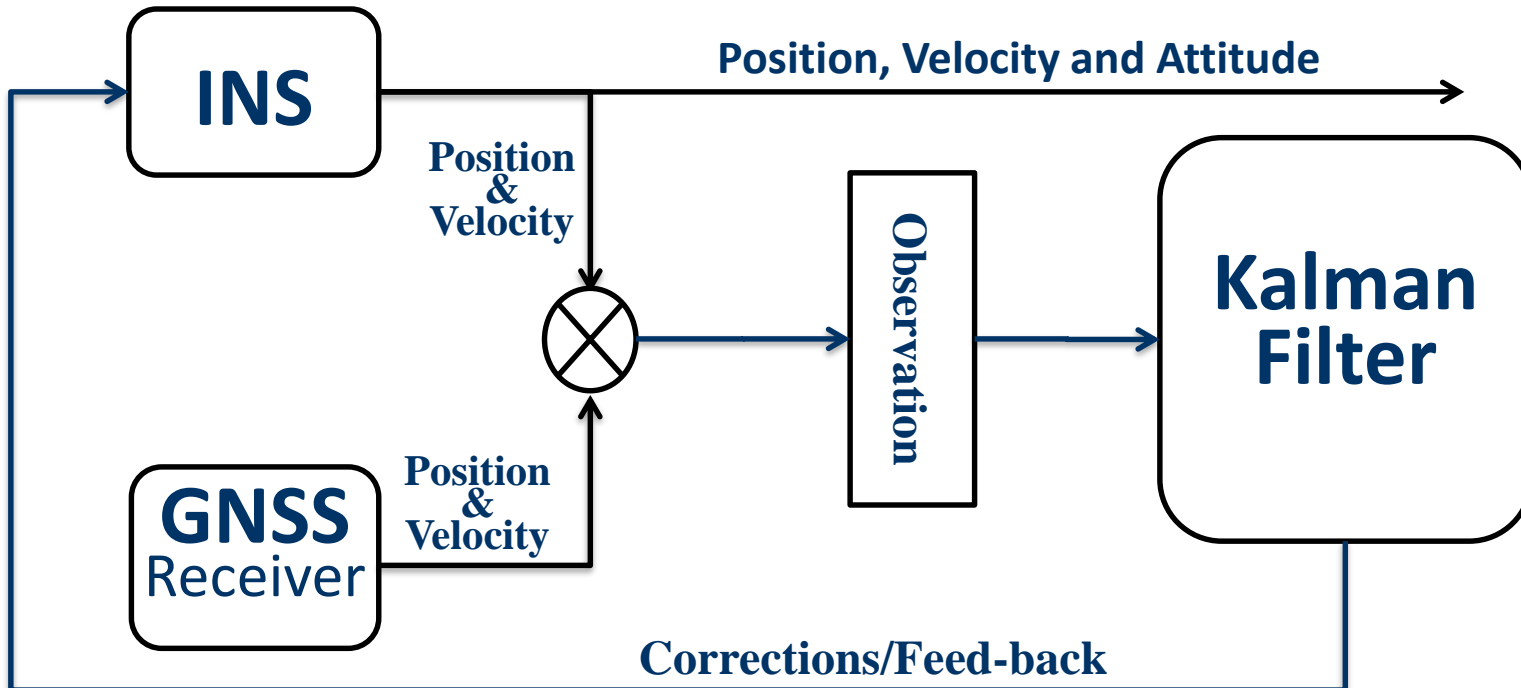 INS
Position, Velocity and Attitude
Position
&
Velocity
Observation
Kalman
Filter
GNSS
Receiver
Position
&
Velocity
Corrections/Feed-back